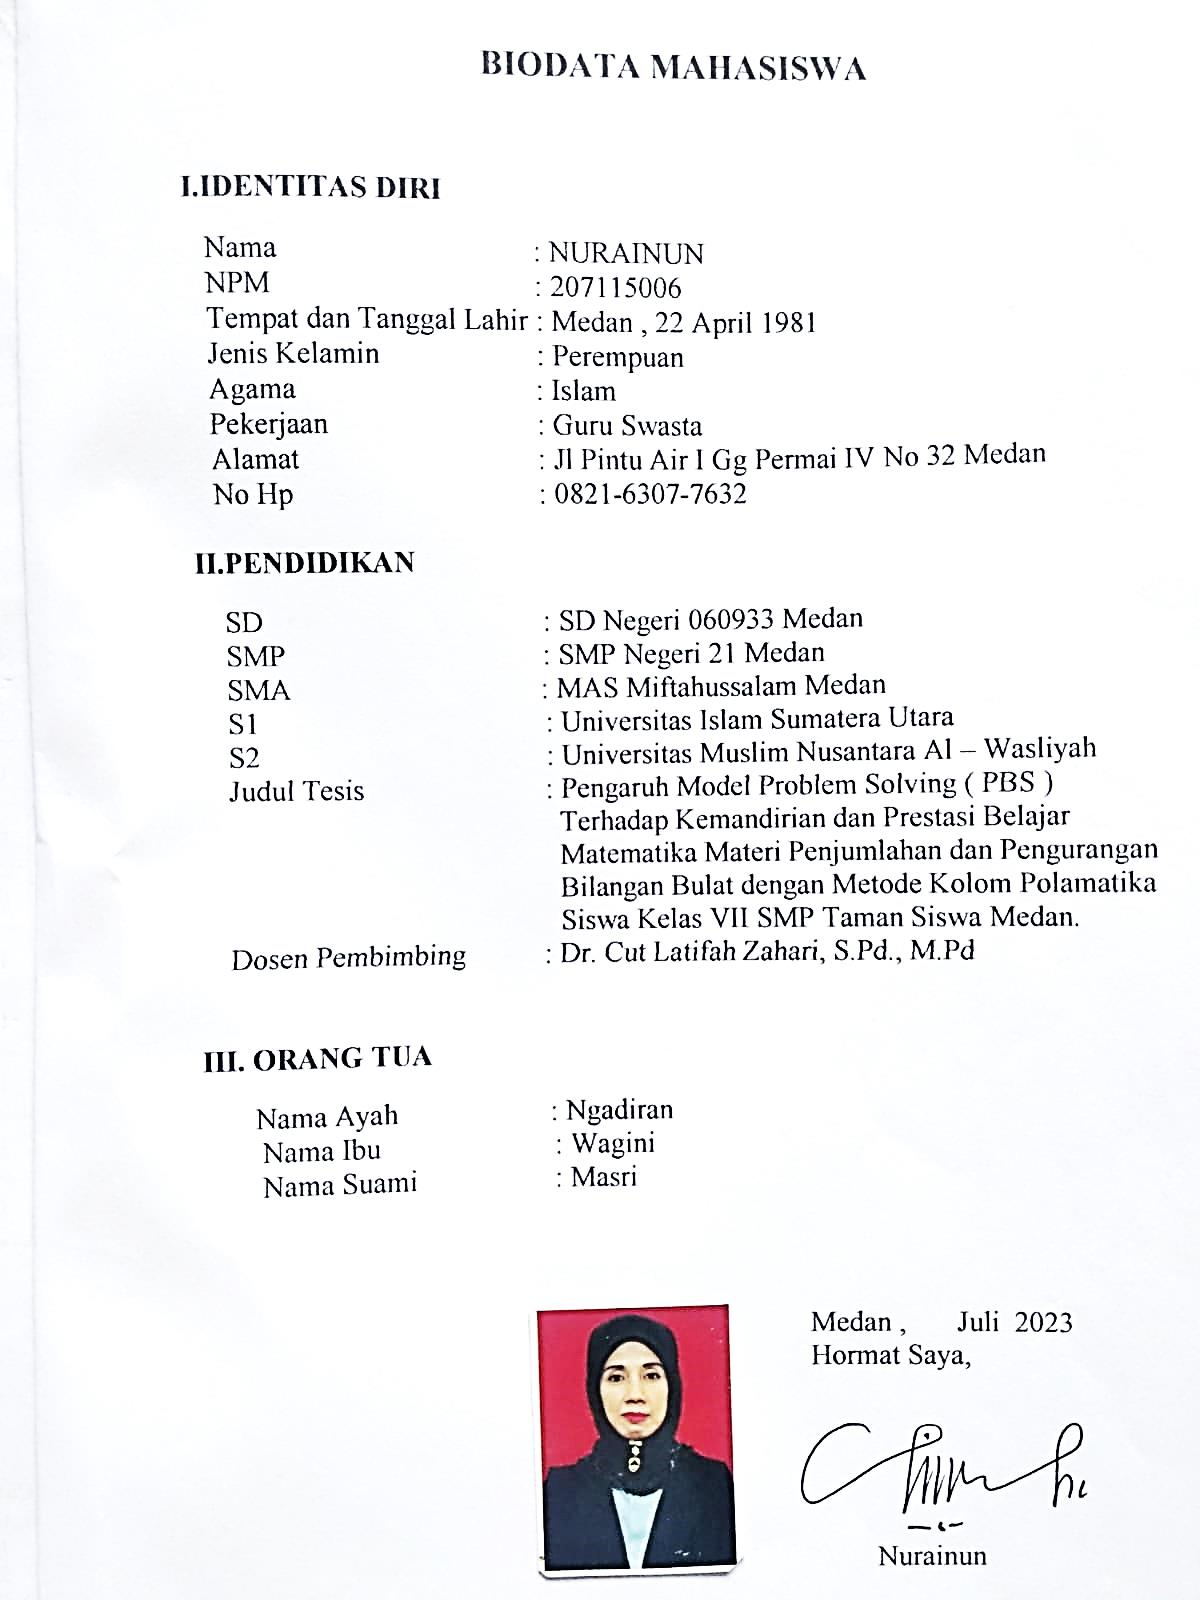 BIODATA MAHASISWA
I.IDENTITAS DIRI
Nama : NURAINUN
NPM : 207115006
Tempat dan Tanggal Lahir : Medan , 22 April 1981
Jenis Kelamin : Perempuan
Agama : Islam
Pekerjaan : Guru Swasta
Alamat : Jl Pintu Air I Gg Permai IV No 32 Medan
No Hp : 0821-6307-7632
II.PENDIDIKAN
SD : SD Negeri 060933 Medan
SMP : SMP Negeri 21 Medan
SMA : MAS Miftahussalam Medan
S1 : Universitas Islam Sumatera Utara
S2 : Universitas Muslim Nusantara Al – Wasliyah
Judul Tesis : Pengaruh Model Problem Solving ( PBS )
Terhadap Kemandirian dan Prestasi Belajar
Matematika Materi Penjumlahan dan Pengurangan
Bilangan Bulat dengan Metode Kolom Polamatika
Siswa Kelas VII SMP Taman Siswa Medan.
Dosen Pembimbing : Dr. Cut Latifah Zahari, S.Pd., M.Pd
III. ORANG TUA
Nama Ayah : Ngadiran
Nama Ibu : Wagini
Nama Suami : Masri
Medan , Juli 2023
Hormat Saya,
Nurainun